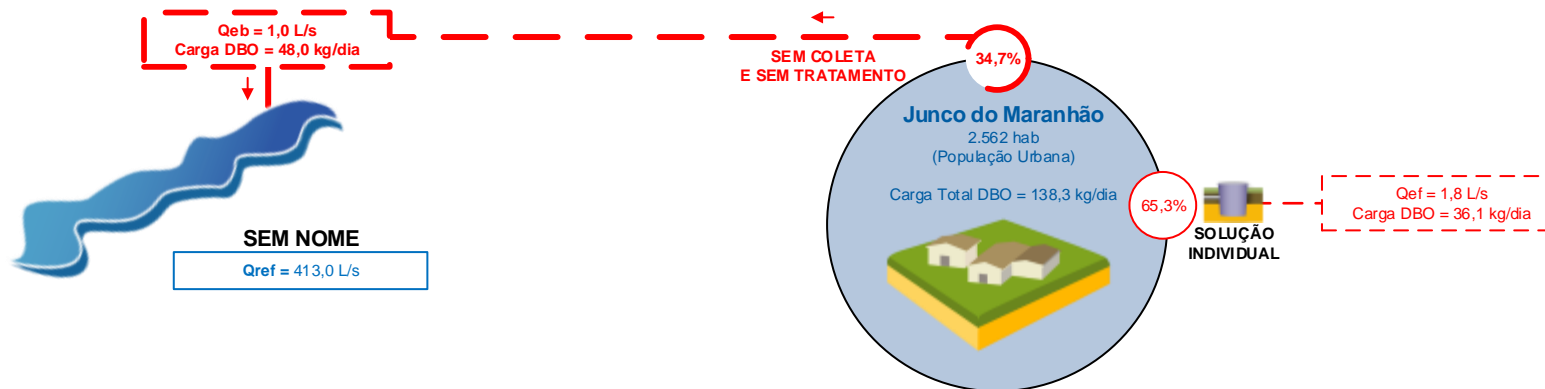 Qeb = 1,0 L/s
Carga DBO = 48,0 kg/dia
SEM COLETA
E SEM TRATAMENTO
34,7%
Junco do Maranhão
2.562 hab
(População Urbana)
Carga Total DBO = 138,3 kg/dia
65,3%
SOLUÇÃO
INDIVIDUAL
Qef = 1,8 L/s
Carga DBO = 36,1 kg/dia
SEM NOME
Qref = 413,0 L/s